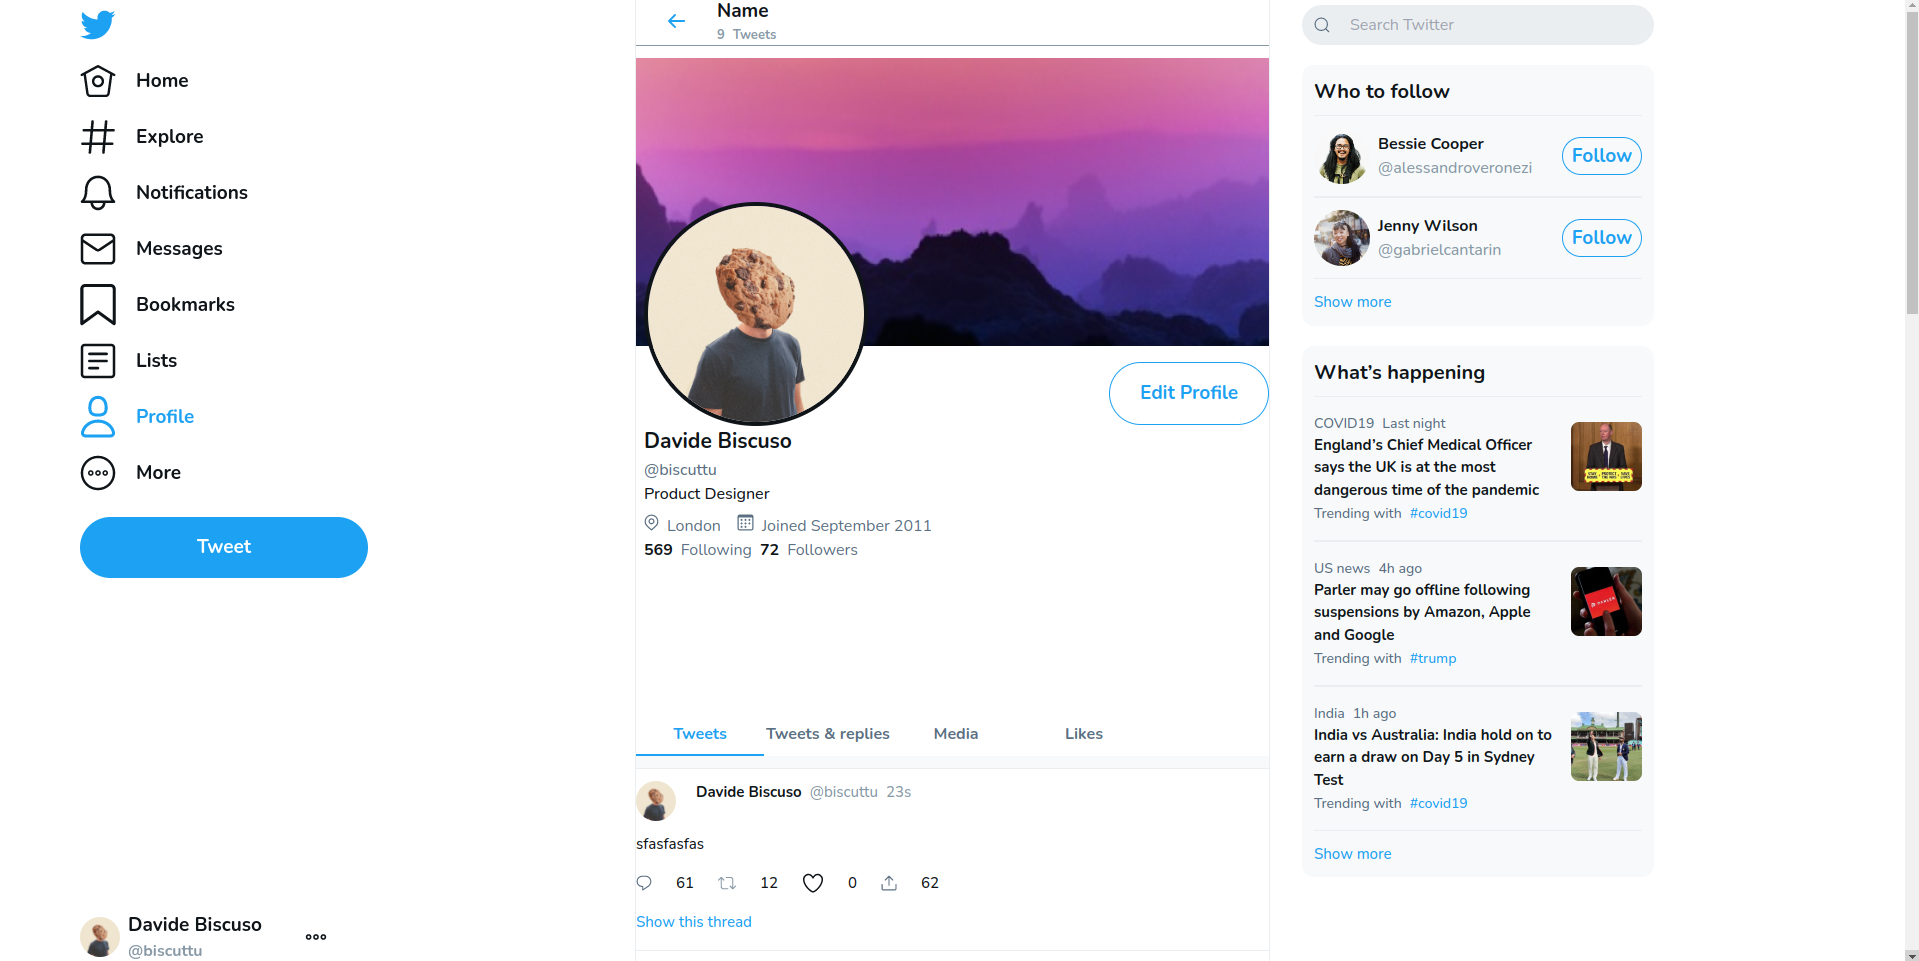 Home
Explore
Notifications
Messages
Bookmarks
Lists
Profile
More
Tweet
Davide Biscuso
@biscuttu
Name
9 Tweets
Edit Profile
Davide Biscuso
@biscuttu
Product Designer
London Joined September 2011
569 Following 72 Followers
Tweets Tweets & replies Media Likes
Davide Biscuso @biscuttu 23s
sfasfasfas
61 12 0 62
Show this thread
Search Twitter
Who to follow
Bessie Cooper
@alessandroveronezi
Follow
Jenny Wilson
@gabrielcantarin
Follow
Show more
What’s happening
COVID19 Last night
England’s Chief Medical Officer
says the UK is at the most
dangerous time of the pandemic
Trending with #covid19
US news 4h ago
Parler may go offline following
suspensions by Amazon, Apple
and Google
Trending with #trump
PARLER
India 1h ago
India vs Australia: India hold on to
earn a draw on Day 5 in Sydney
Test
Trending with #covid19
Show more